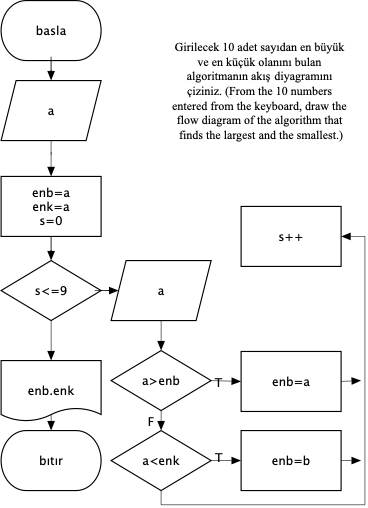 basla
Girilecek 10 adet sayıdan en büyük
ve en küçük olanını bulan
algoritmanın akış diyagramını
çiziniz. (From the 10 numbers
entered from the keyboard, draw the
flow diagram of the algorithm that
finds the largest and the smallest.)
a
enb=a
enk=a
s=0
s++
s<=9
a
a>enb
T
enb=a
enb.enk
F
bıtır
a<enk
T
enb=b